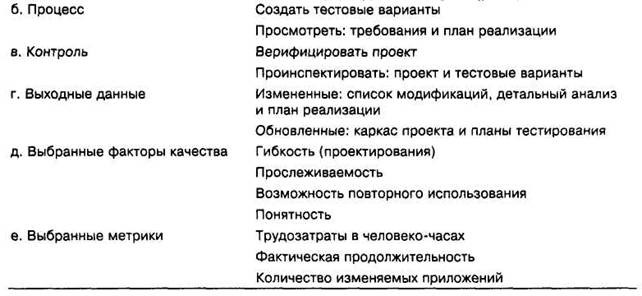 б. Процесс Создать тестовые варианты
Просмотреть: требования и план реализации
в. Контроль Верифицировать проект
Проинспектировать: проект и тестовые варианты
г. Выходные данные Измененные: список модификаций, детальный анализ
и план реализации
Обновленные: каркас проекта и планы тестирования
д. Выбранные факторы качества Гибкость (проектирования)
Прослеживаемость
Возможность повторного использования
Понятность
е. Выбранные метрики Трудозатраты в человеко-часах
Фактическая продолжительность
Количество изменяемых приложений